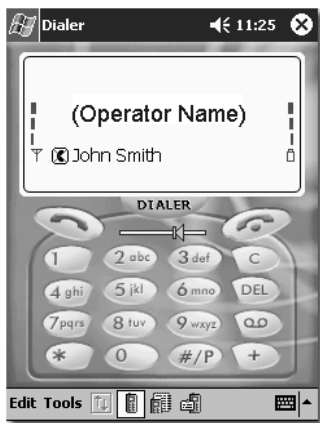 Dialer 11:25
(Operator Name)
John Smith
DIALER
1 2 abc 3 def C
4 ghi 5 jkl 6 mno DEL
7pqrs 8 tuv 9 wxyz
* 0 #/P +
Edit Tools